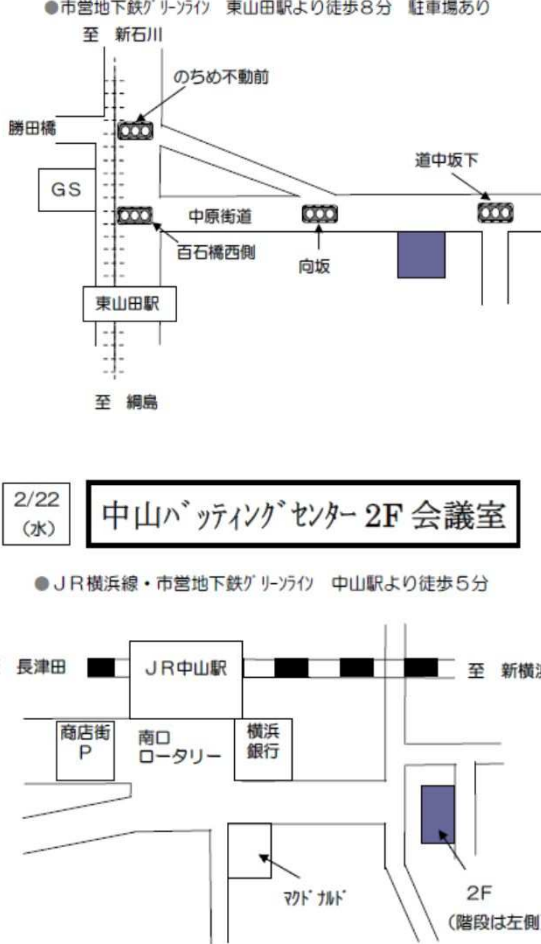 ●市営地下鉄ｸﾞﾘｰﾝﾗｲﾝ　東山田駅より徒歩８分　駐車場あり
至　新石川
のちめ不動前
勝田橋
道中坂下
ＧＳ
中原街道
百石橋西側
向坂
東山田駅
至　綱島
2/22
（水）
中山ﾊﾞｯﾃｨﾝｸﾞｾﾝﾀｰ 2F 会議室
●ＪＲ横浜線・市営地下鉄ｸﾞﾘｰﾝﾗｲﾝ　中山駅より徒歩５分
長津田
ＪＲ中山駅
至　新横浜
商店街
Ｐ
南口
ロータリー
横浜
銀行
ﾏｸﾄﾞﾅﾙﾄﾞ
２Ｆ
（階段は左側